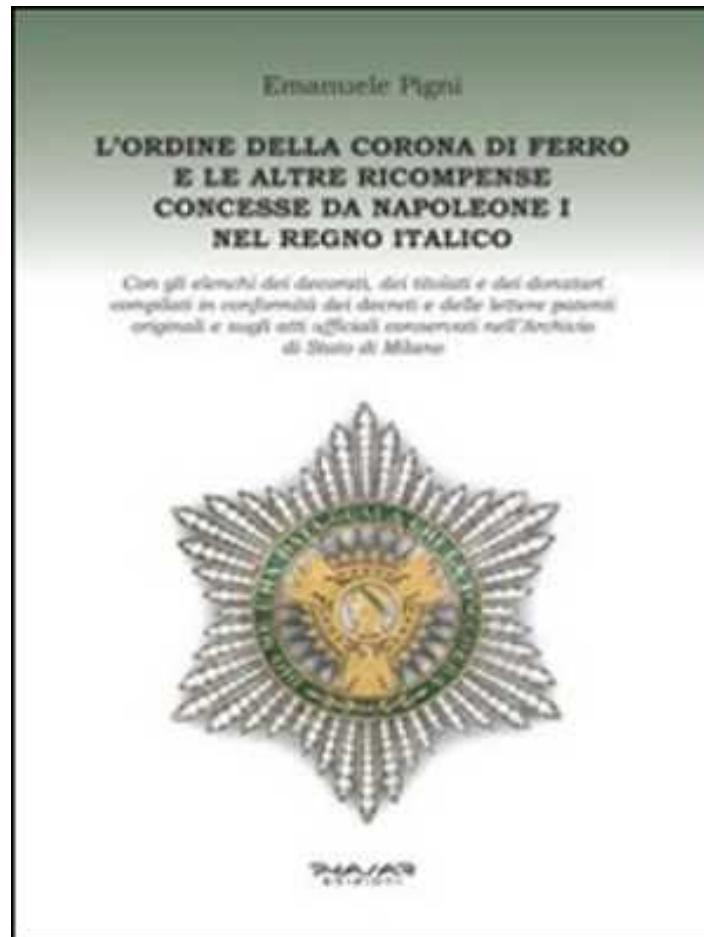 Emanuele Pigni
L'ORDINE DELLA CORONA DI FERRO
E LE ALTRE RICOMPENSE
CONCESSE DA NAPOLEONE I
NEL REGNO ITALICO
Con gli elenchi dei decorati, dei titolati e dei donatari
compilati in conformità dei decreti e delle lettere patenti
originali e sugli atti ufficiali conservati nell'Archivio
di Stato di Milano
PHASAR
EDIZIONI